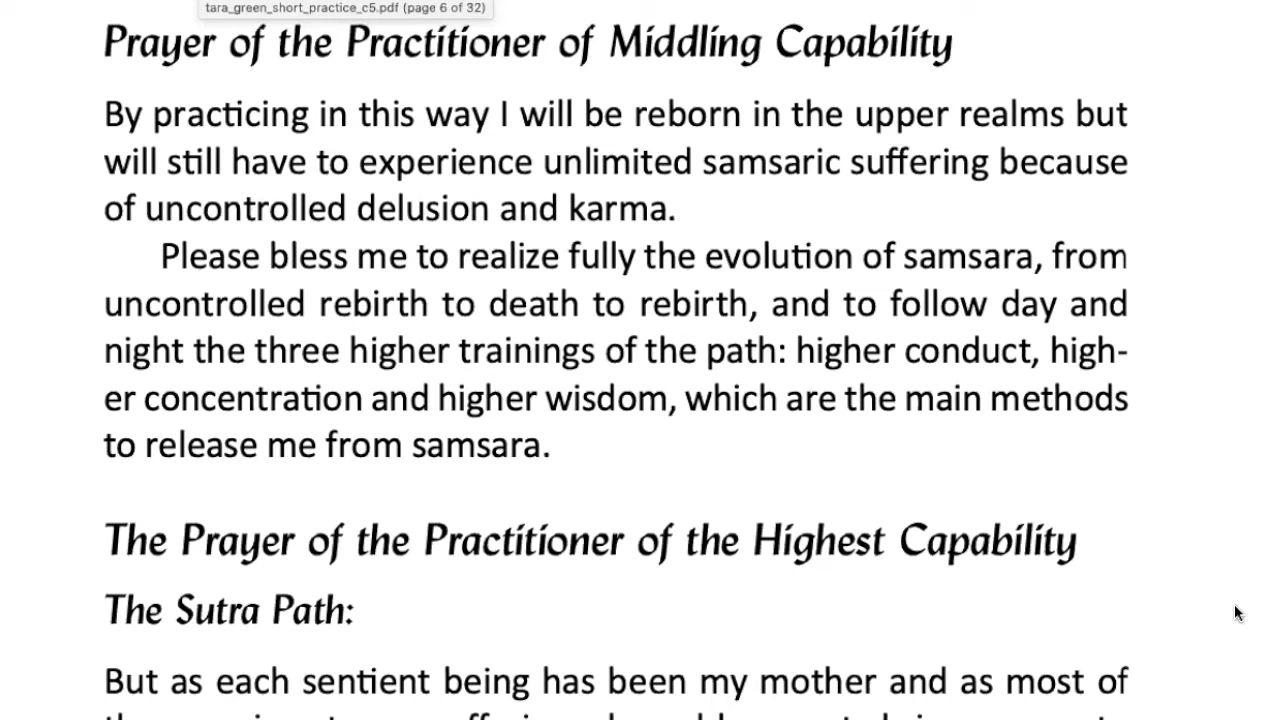 tara_green_short_practice_c5.pdf (page 6 of 32)
Prayer of the Practitioner of Middling Capability
By practicing in this way I will be reborn in the upper realms but
will still have to experience unlimited samsaric suffering because
of uncontrolled delusion and karma.
Please bless me to realize fully the evolution of samsara, from
uncontrolled rebirth to death to rebirth, and to follow day and
night the three higher trainings of the path: higher conduct, high-
er concentration and higher wisdom, which are the main methods
to release me from samsara.
The Prayer of the Practitioner of the Highest Capability
The Sutra Path:
But as each sentient being has been my mother and as most of